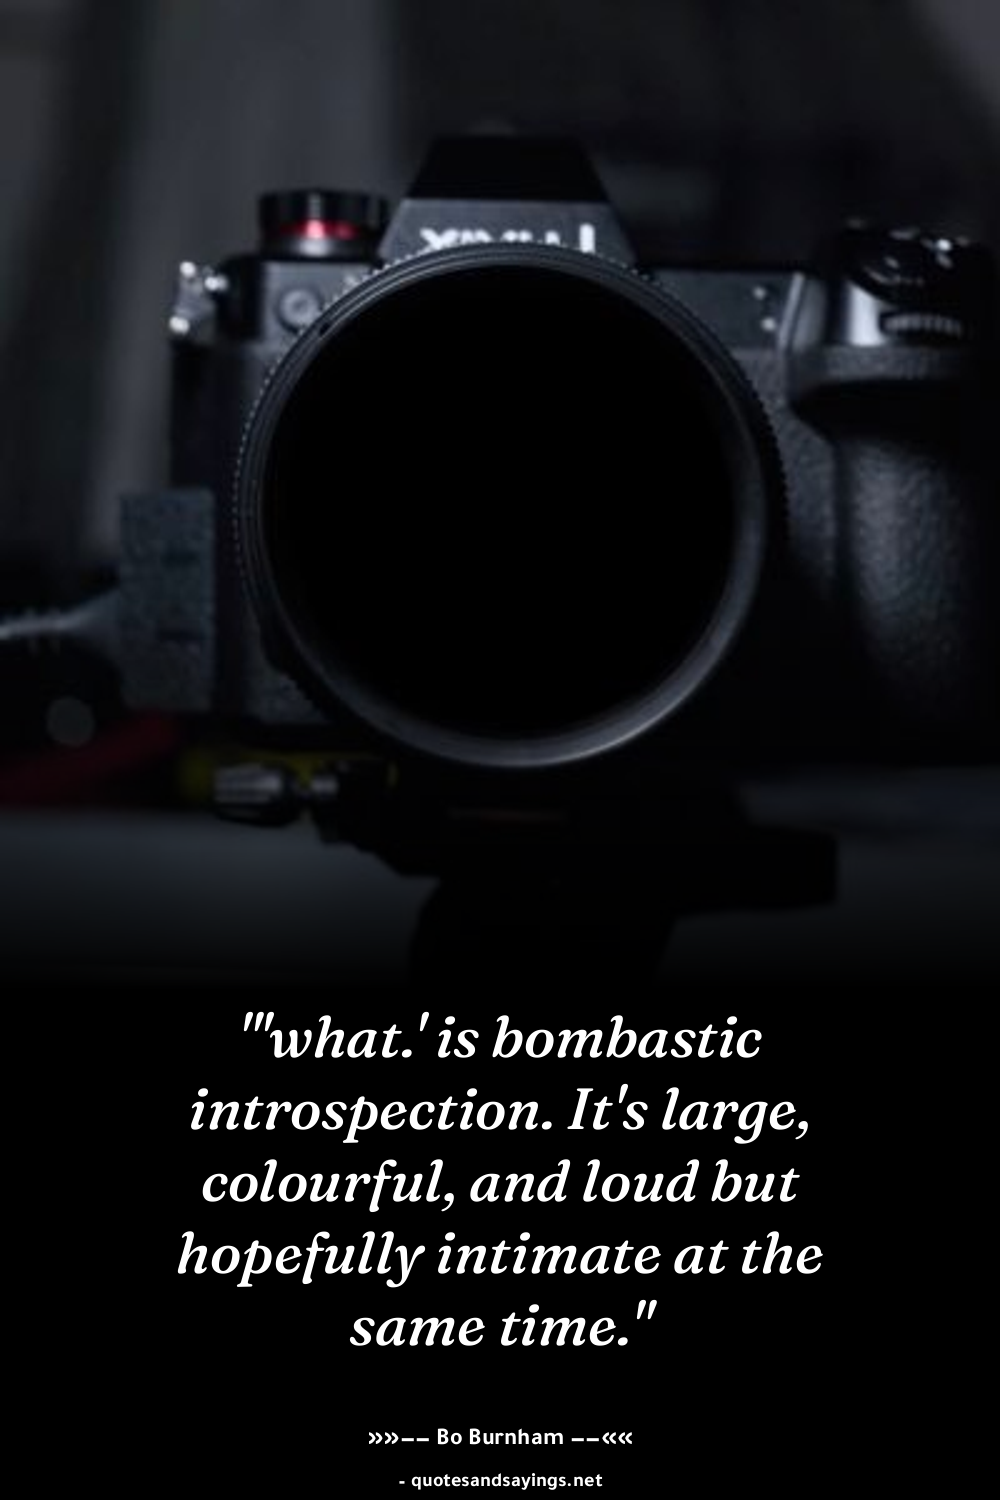 "'what.' is bombastic
introspection. It's large,
colourful, and loud but
hopefully intimate at the
same time."
»»−− Bo Burnham −−««
- quotesandsayings.net